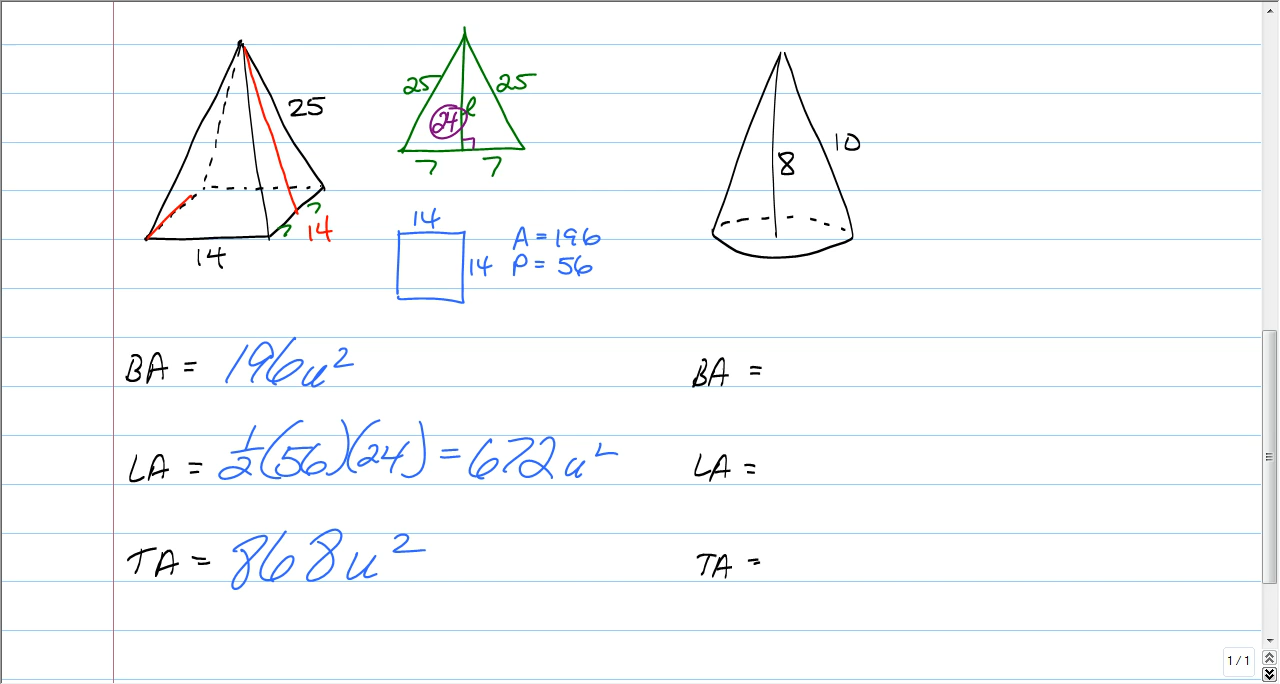 25
14
14
7
7
25
25
24
l
7
7
14
14
A = 196
P = 56
8
10
BA = 196u²
LA = ½(56)(24) = 672u²
TA = 868u²
BA =
LA =
TA =
1 / 1